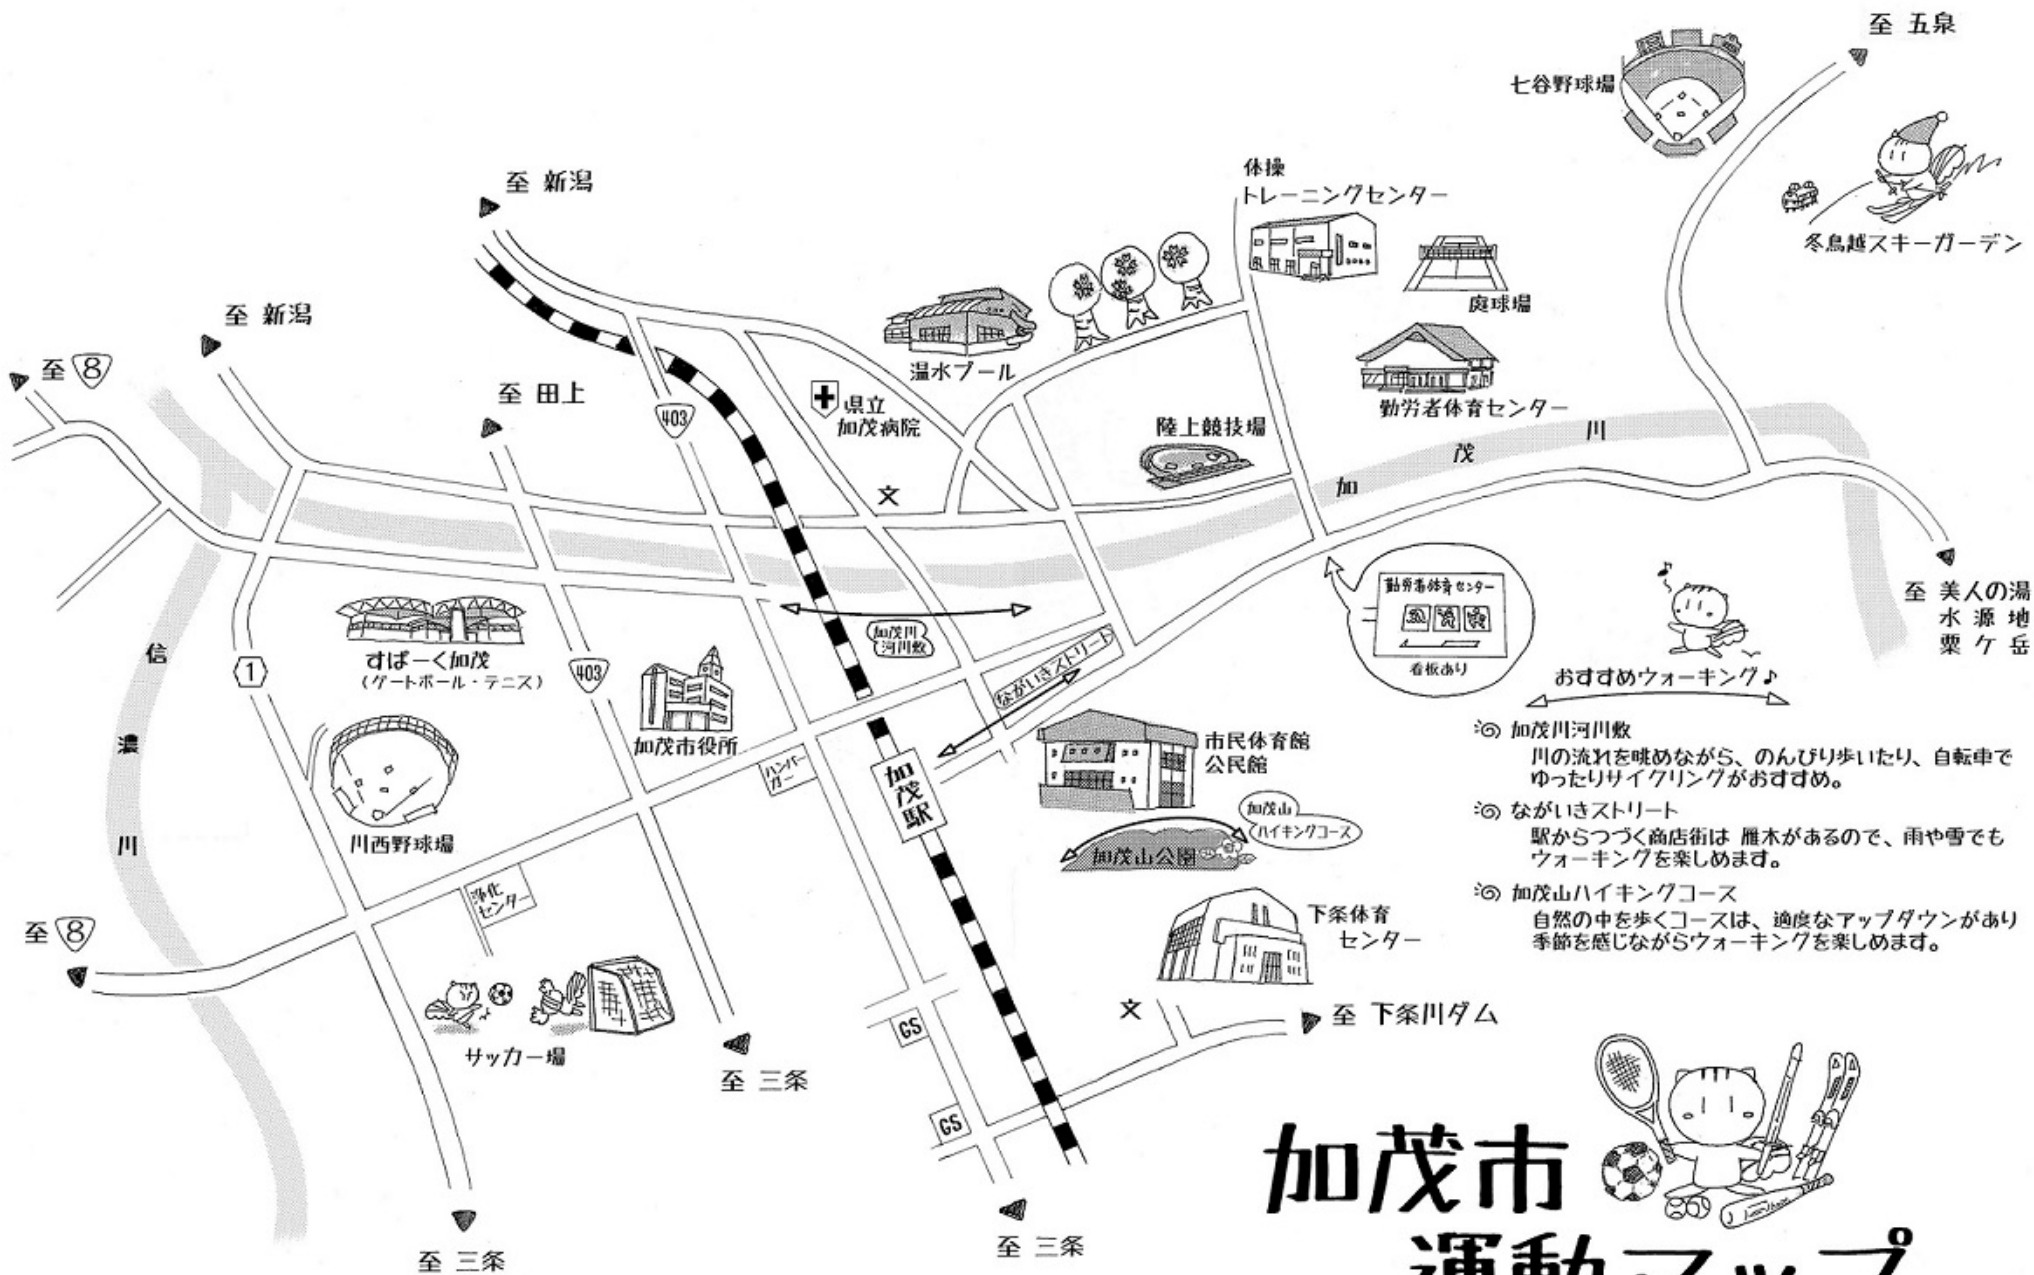 至 五泉
七谷野球場
冬鳥越スキーガーデン
至 新潟
体操
トレーニングセンター
庭球場
至 新潟
至 8
至 田上
403
温水プール
県立
加茂病院
勤労者体育センター
陸上競技場
文
加茂川
勤労者体育センター
看板あり
至 美人の湯
水源地
粟ケ岳
おすすめウォーキング♪
加茂川河川敷
川の流れを眺めながら、のんびり歩いたり、自転車で
ゆったりサイクリングがおすすめ。
ながいきストリート
駅からつづく商店街は 雁木があるので、雨や雪でも
ウォーキングを楽しめます。
加茂山ハイキングコース
自然の中を歩くコースは、適度なアップダウンがあり
季節を感じながらウォーキングを楽しめます。
加茂川
河川敷
ながいきストリート
すぱーく加茂
(ゲートボール・テニス)
信濃川
1
403
加茂市役所
ハンバー
ガー
加茂駅
市民体育館
公民館
加茂山
ハイキングコース
加茂山公園
川西野球場
浄化
センター
至 8
下条体育
センター
文
至 下条川ダム
サッカー場
GS
至 三条
GS
至 三条
至 三条
加茂市
運動マップ